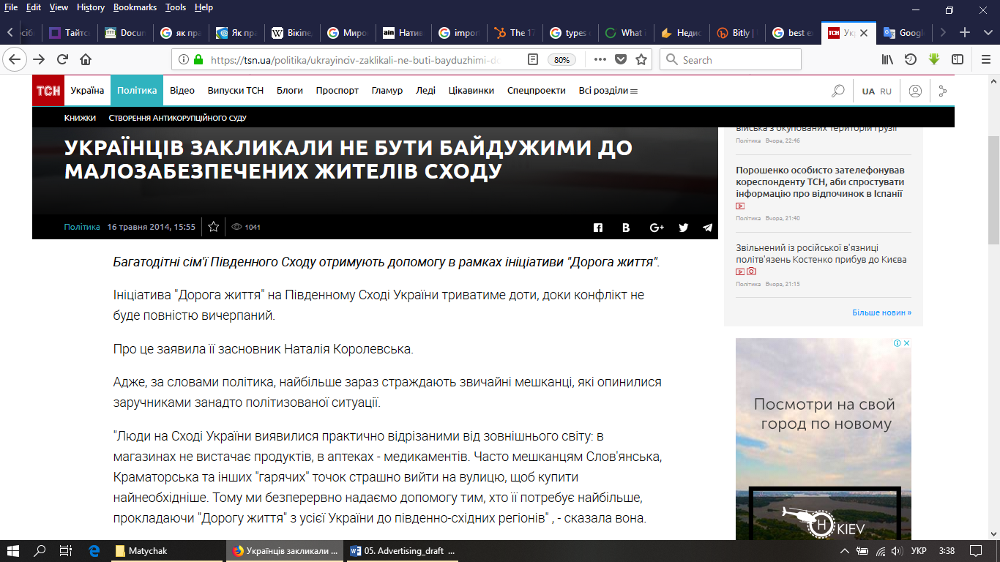 File Edit View History Bookmarks Tools Help
Тайтс Docum як пра Як пра Вікіпе, Миро Натив import The 17 types o What i Недис Bitly | best ex Googl
https://tsn.ua/politika/ukrayinciv-zaklikali-ne-buti-bayduzhimi-do
80%
Search
ТСН Україна Політика Відео Випуски ТСН Блоги Проспорт Гламур Леді Цікавинки Спецпроекти Всі розділи UA RU
Книжки Створення Антикорупційного суду
УКРАЇНЦІВ ЗАКЛИКАЛИ НЕ БУТИ БАЙДУЖИМИ ДО
МАЛОЗАБЕЗПЕЧЕНИХ ЖИТЕЛІВ СХОДУ
Політика 16 травня 2014, 15:55 1041
Багатодітні сім'ї Південного Сходу отримують допомогу в рамках ініціативи "Дорога життя".
Ініціатива "Дорога життя" на Південному Сході України триватиме доти, доки конфлікт не
буде повністю вичерпаний.
Про це заявила її засновник Наталія Королевська.
Адже, за словами політика, найбільше зараз страждають звичайні мешканці, які опинилися
заручниками занадто політизованої ситуації.
"Люди на Сході України виявилися практично відрізаними від зовнішнього світу: в
магазинах не вистачає продуктів, в аптеках - медикаментів. Часто мешканцям Слов'янська,
Краматорська та інших "гарячих" точок страшно вийти на вулицю, щоб купити
найнеобхідніше. Тому ми безперервно надаємо допомогу тим, хто її потребує найбільше,
прокладаючи "Дорогу життя" з усієї України до південно-східних регіонів" , - сказала вона.
війська з окупованих територій Грузії
Політика Вчора, 22:46
Порошенко особисто зателефонував
кореспонденту ТСН, аби спростувати
інформацію про відпочинок в Іспанії
Політика Вчора, 21:40
Звільнений із російської в'язниці
політв'язень Костенко прибув до Києва
Політика Вчора, 21:15
Більше новин »
Посмотри на свой
город по новому
H KIEV
Matychak
Українців закликали ...
05. Advertising_draft ...
УКР 3:38